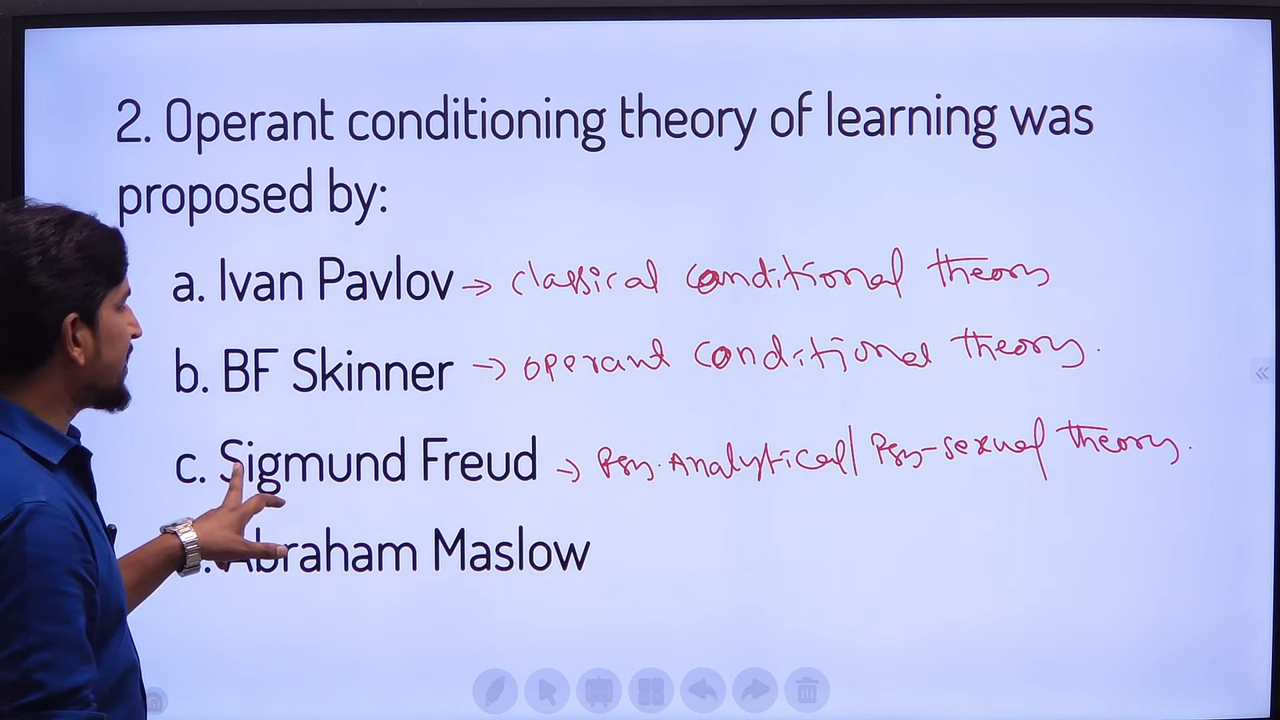 2. Operant conditioning theory of learning was
proposed by:
a. Ivan Pavlov → classical conditional theory
b. BF Skinner → operant conditional theory.
c. Sigmund Freud → Psy. Analytical/ Psy-sexual theory.
. Abraham Maslow